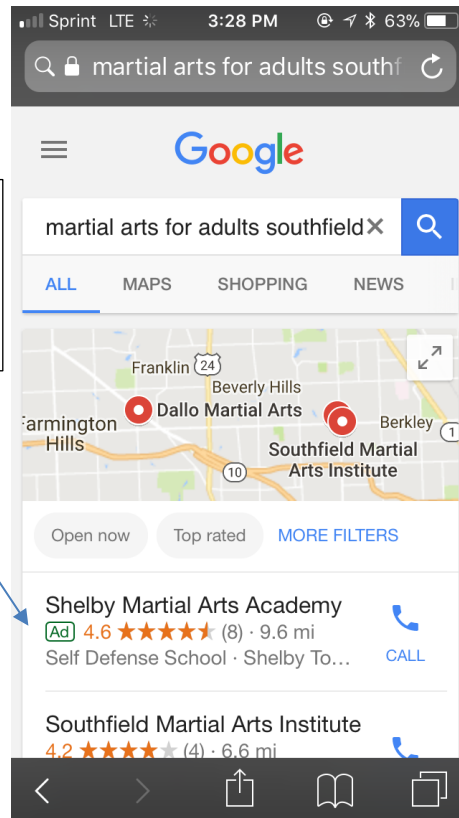 Sprint LTE 3:28 PM 63%
martial arts for adults southf
Google
martial arts for adults southfield ×
ALL MAPS SHOPPING NEWS
Franklin 24
Beverly Hills
Dallo Martial Arts
Farmington Hills
Berkley
1
Southfield Martial Arts Institute
10
Open now Top rated MORE FILTERS
Shelby Martial Arts Academy
Ad 4.6 (8) · 9.6 mi
Self Defense School · Shelby To...
CALL
Southfield Martial Arts Institute
4.2 (4) · 6.6 mi